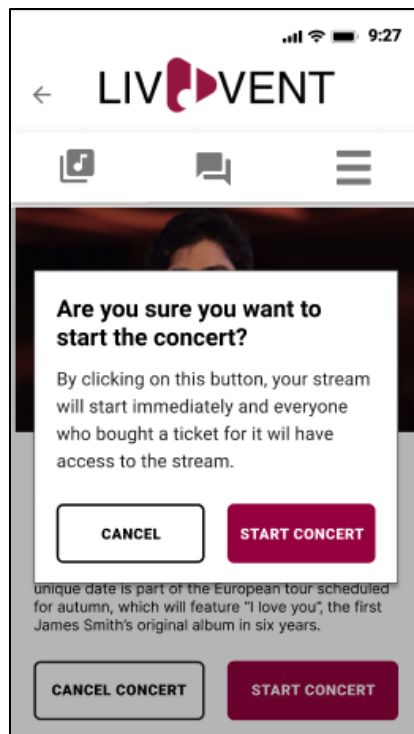 9:27
LIVEVENT
Are you sure you want to
start the concert?
By clicking on this button, your stream
will start immediately and everyone
who bought a ticket for it wil have
access to the stream.
CANCEL
START CONCERT
unique date is part of the European tour scheduled
for autumn, which will feature "I love you", the first
James Smith's original album in six years.
CANCEL CONCERT
START CONCERT